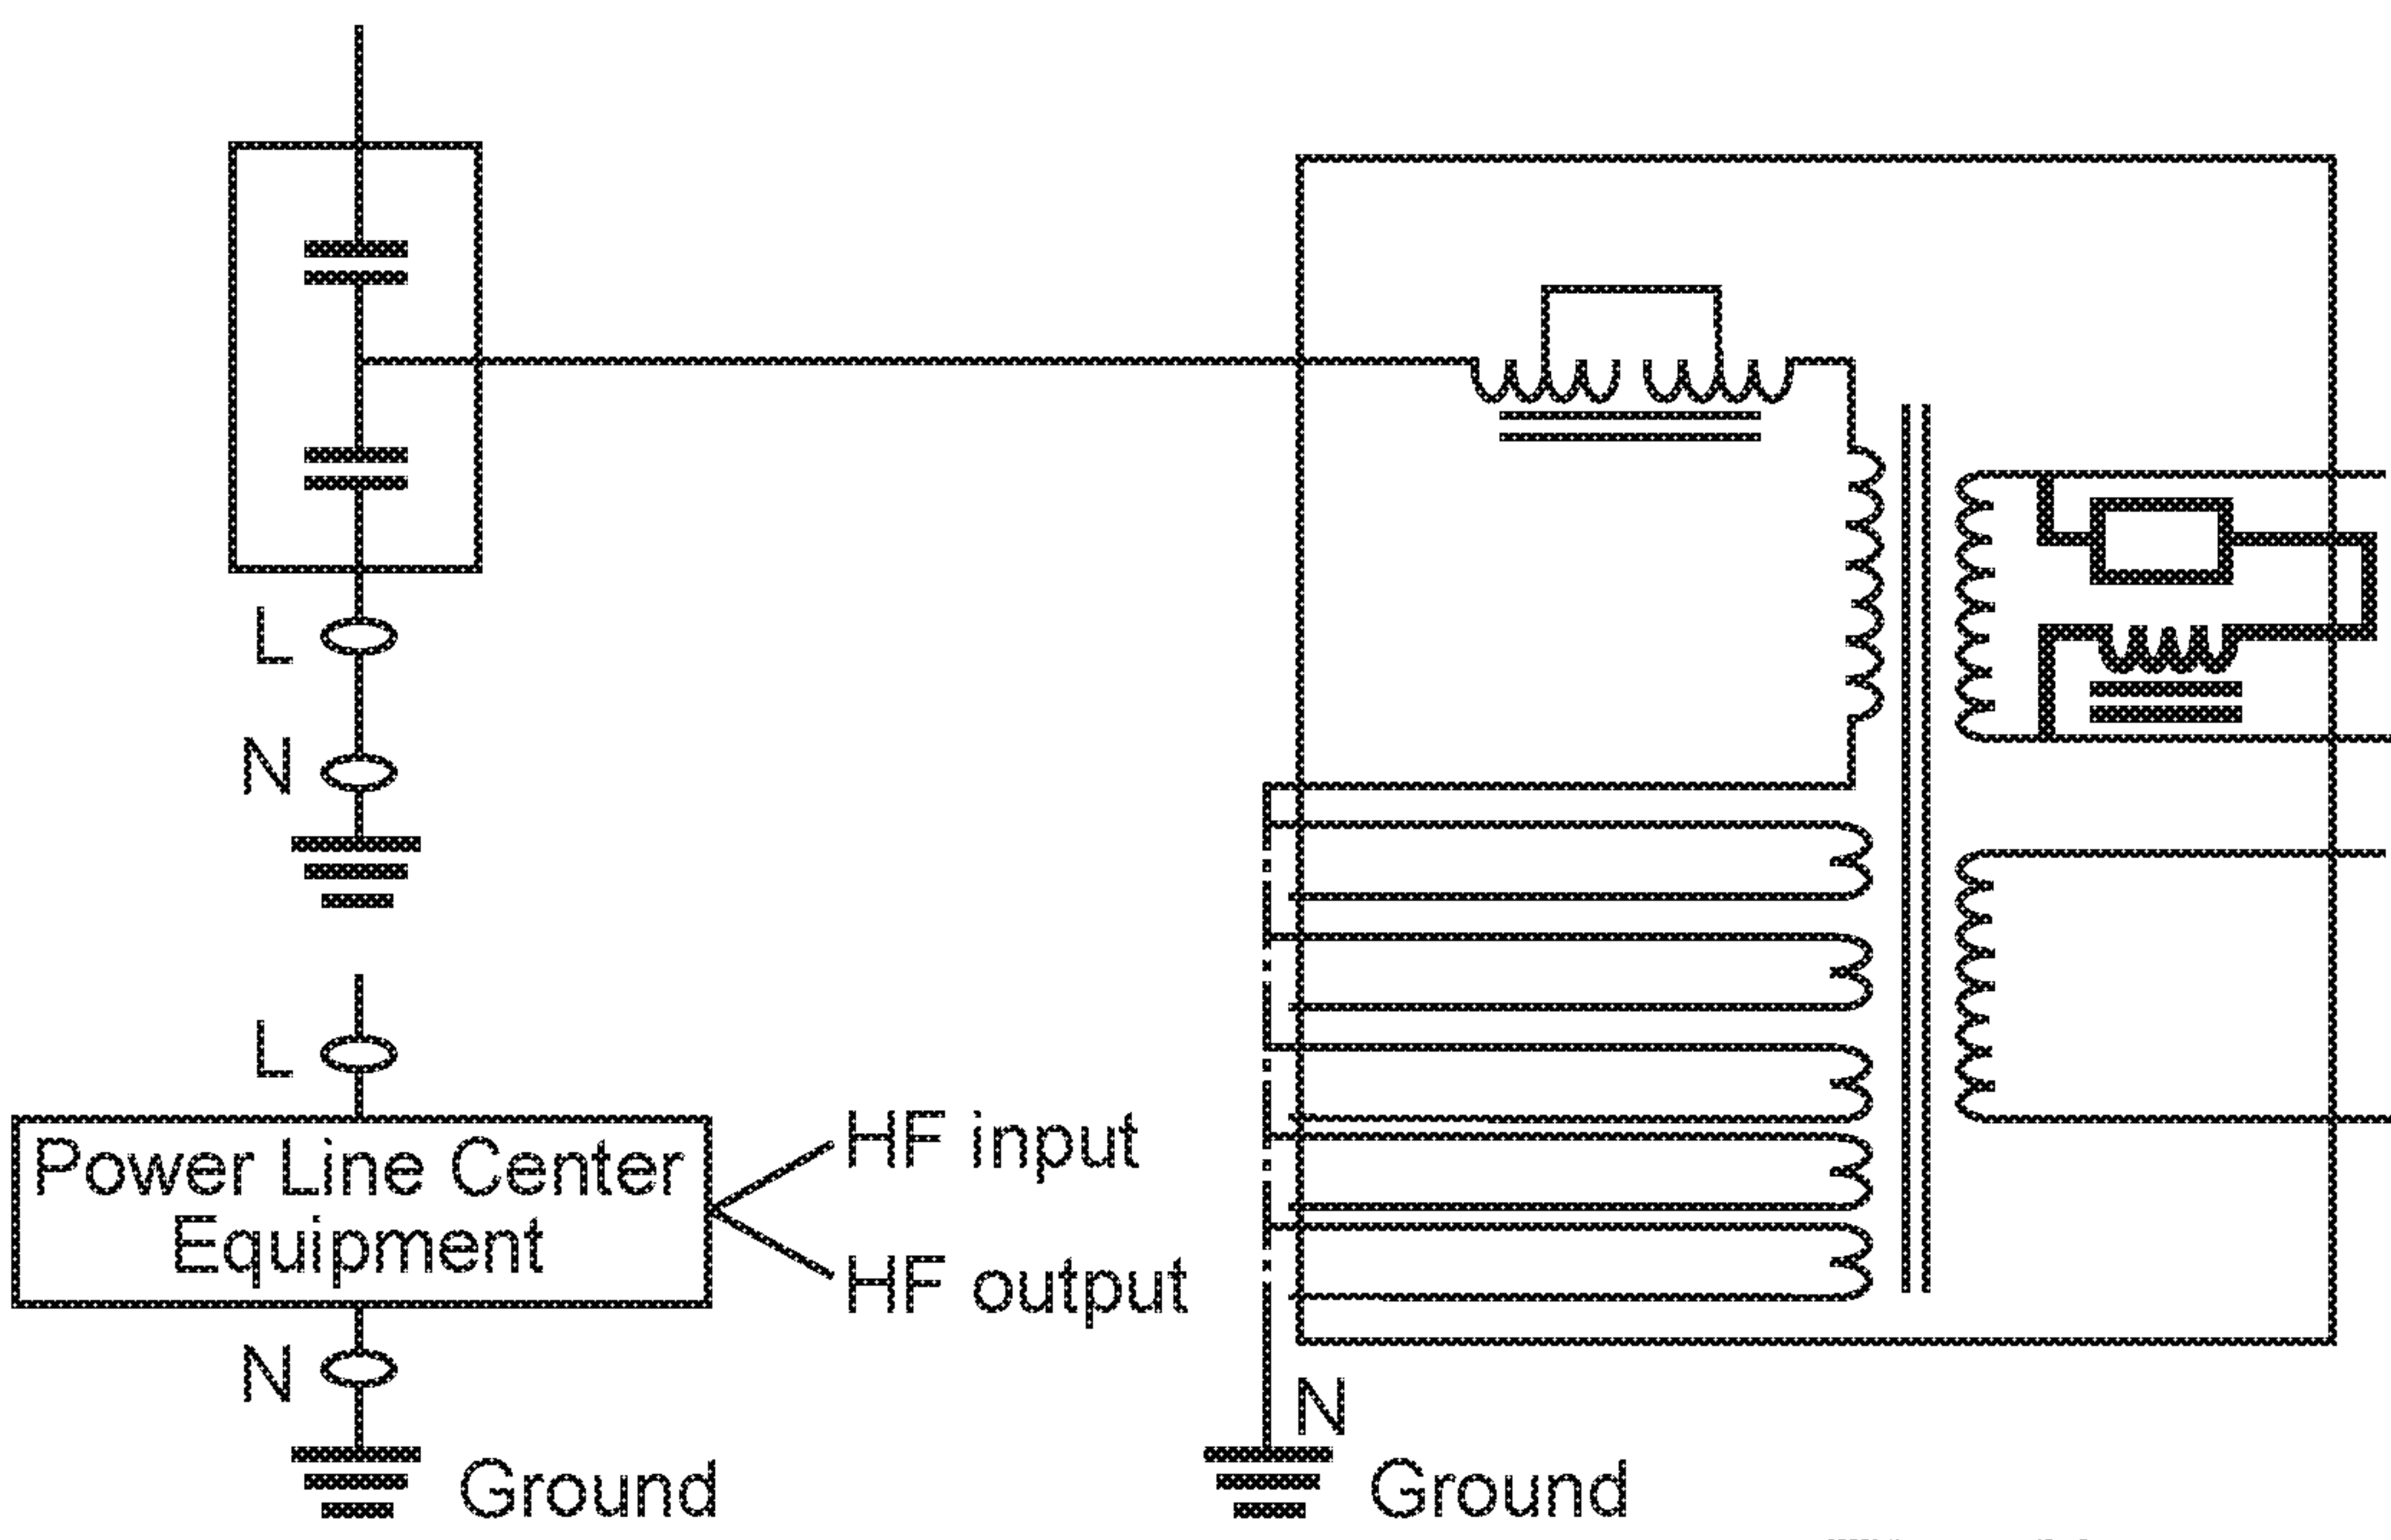 L
N
L
Power Line Center
Equipment
HF input
HF output
N
Ground
N
Ground